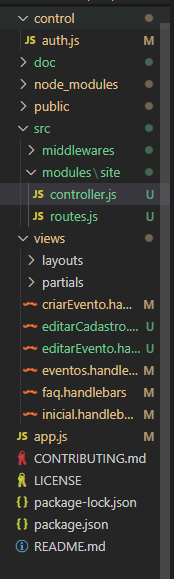 control
auth.js M
doc
node_modules
public
src
middlewares
modules\site
controller.js U
routes.js U
views
layouts
partials
criarEvento.ha... M
editarCadastro.... U
editarEvento.ha... U
eventos.handle... M
faq.handlebars M
inicial.handleb... M
app.js M
CONTRIBUTING.md
LICENSE
package-lock.json
package.json
README.md